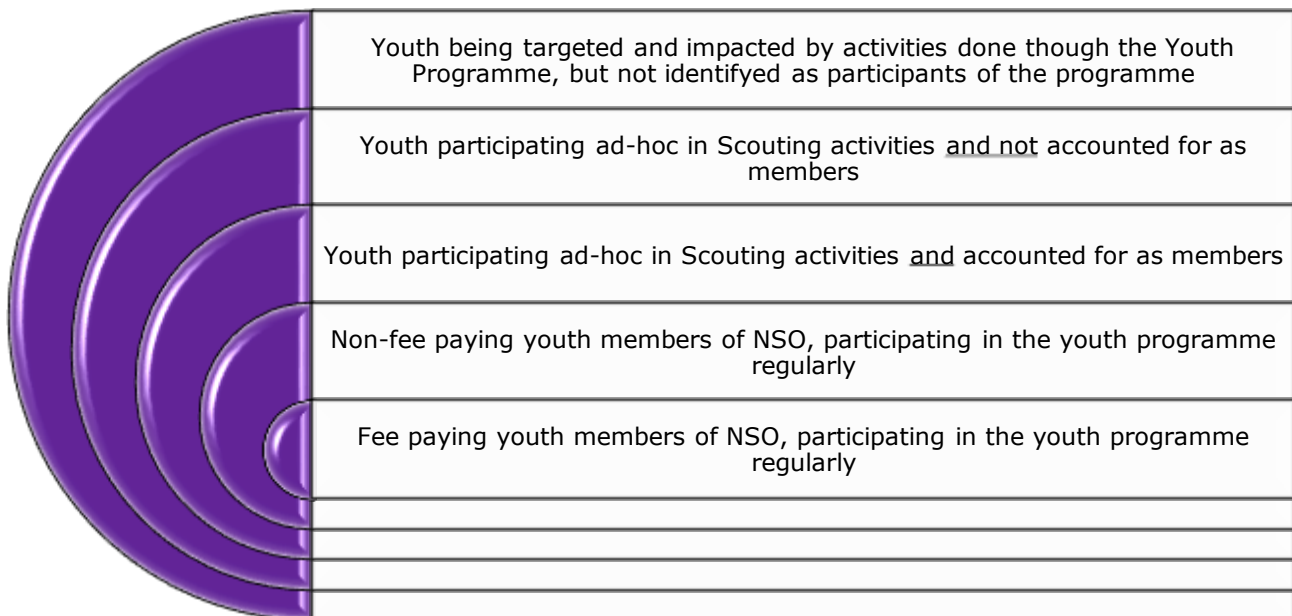 Youth being targeted and impacted by activities done though the Youth
Programme, but not identifyed as participants of the programme
Youth participating ad-hoc in Scouting activities and not accounted for as
members
Youth participating ad-hoc in Scouting activities and accounted for as members
Non-fee paying youth members of NSO, participating in the youth programme
regularly
Fee paying youth members of NSO, participating in the youth programme
regularly